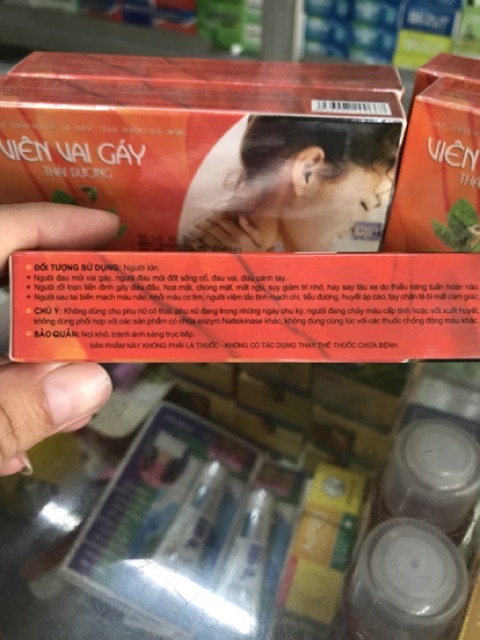 VIÊN VAI GÁY
THÁI DƯƠNG
VIÊN
ĐỐI TƯỢNG SỬ DỤNG: Người lớn.
Người đau mỏi vai gáy, người đau mỏi đốt sống cổ, đau vai, đau cánh tay.
Người rối loạn tiền đình gây đau đầu, hoa mắt, chóng mặt, mất ngủ, suy giảm trí nhớ, hay say tàu xe do thiểu năng tuần hoàn não.
Người sau tai biến mạch máu não, nhồi máu cơ tim, người viêm tắc tĩnh mạch chi, tiểu đường, huyết áp cao, tay chân tê bì mất cảm giác.
CHÚ Ý: Không dùng cho phụ nữ có thai, phụ nữ đang trong những ngày chu kỳ, người đang chảy máu cấp tính hoặc sốt xuất huyết,
không dùng phối hợp với các sản phẩm có chứa enzym Nattokinase khác, không dùng cùng lúc với các thuốc chống đông máu khác.
BẢO QUẢN: Nơi khô, tránh ánh sáng trực tiếp.
SẢN PHẨM NÀY KHÔNG PHẢI LÀ THUỐC - KHÔNG CÓ TÁC DỤNG THAY THẾ THUỐC CHỮA BỆNH